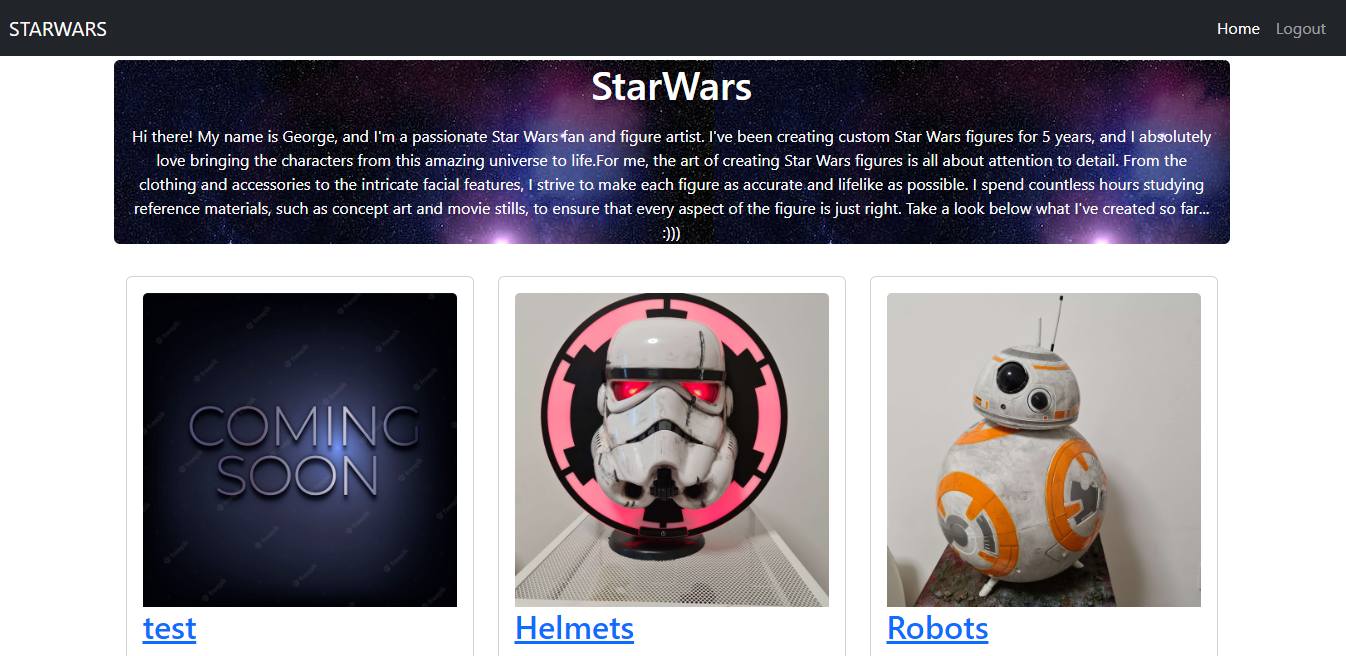 STARWARS
Home
Logout
StarWars
Hi there! My name is George, and I'm a passionate Star Wars fan and figure artist. I've been creating custom Star Wars figures for 5 years, and I absolutely
love bringing the characters from this amazing universe to life.For me, the art of creating Star Wars figures is all about attention to detail. From the
clothing and accessories to the intricate facial features, I strive to make each figure as accurate and lifelike as possible. I spend countless hours studying
reference materials, such as concept art and movie stills, to ensure that every aspect of the figure is just right. Take a look below what I've created so far...
:)))
COMING
SOON
test
Helmets
Robots